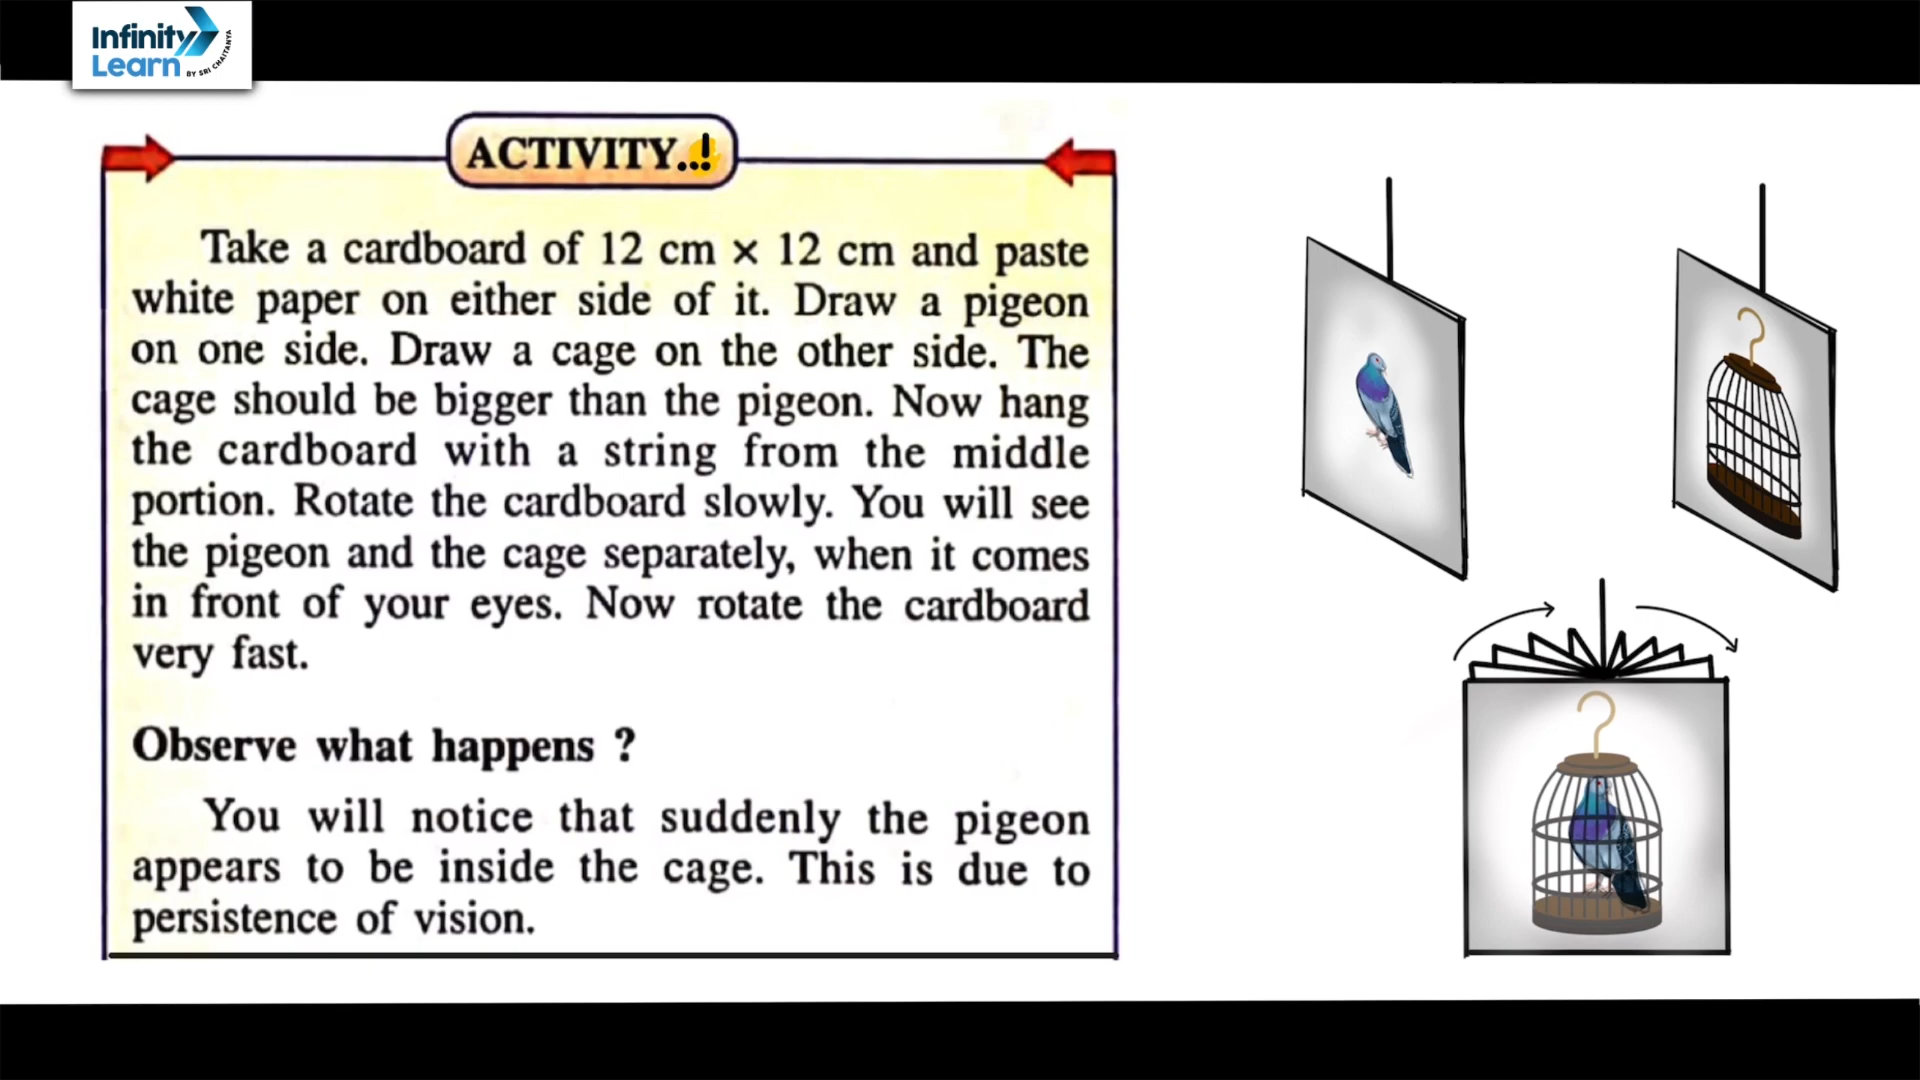 Infinity
Learn
BY SRI CHAITANYA
ACTIVITY..!
Take a cardboard of 12 cm × 12 cm and paste
white paper on either side of it. Draw a pigeon
on one side. Draw a cage on the other side. The
cage should be bigger than the pigeon. Now hang
the cardboard with a string from the middle
portion. Rotate the cardboard slowly. You will see
the pigeon and the cage separately, when it comes
in front of your eyes. Now rotate the cardboard
very fast.
Observe what happens ?
You will notice that suddenly the pigeon
appears to be inside the cage. This is due to
persistence of vision.